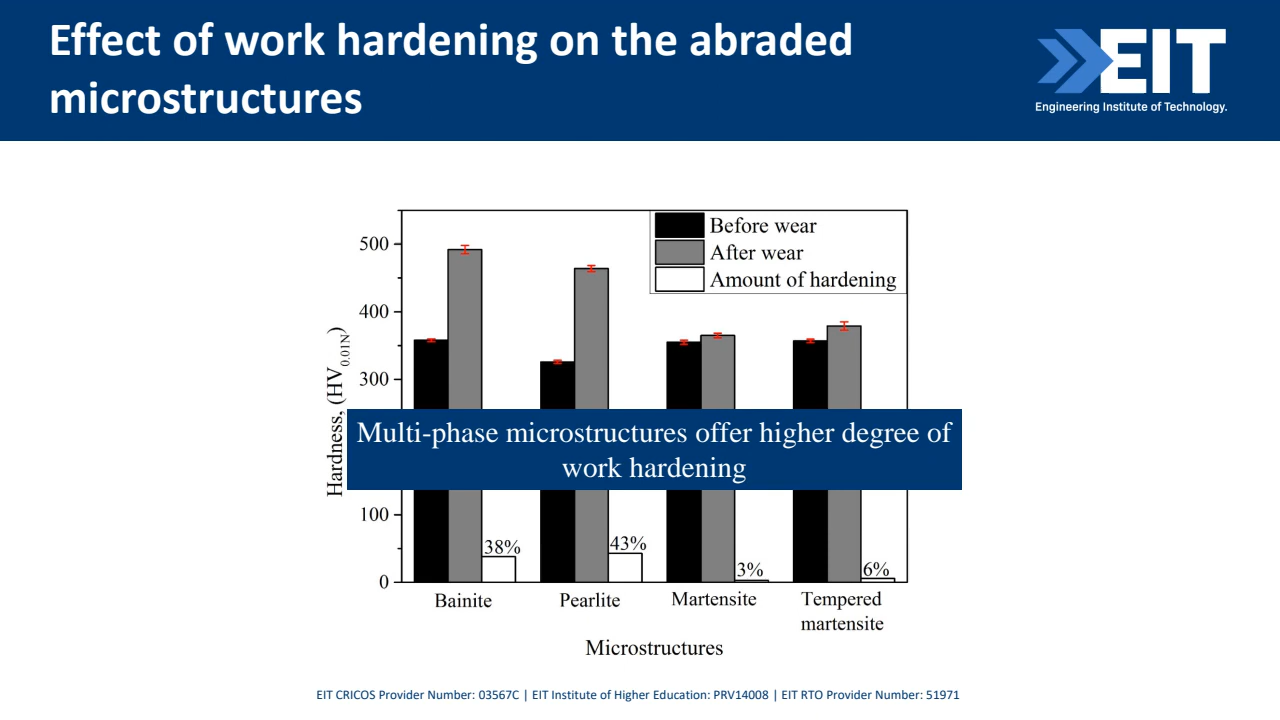 Effect of work hardening on the abraded
microstructures
EIT
Engineering Institute of Technology.
Before wear
After wear
Amount of hardening
500
400
300
100
0
Hardness, (HV0.01N)
Multi-phase microstructures offer higher degree of
work hardening
38%
43%
3%
6%
Bainite
Pearlite
Martensite
Tempered
martensite
Microstructures
EIT CRICOS Provider Number: 03567C | EIT Institute of Higher Education: PRV14008 | EIT RTO Provider Number: 51971